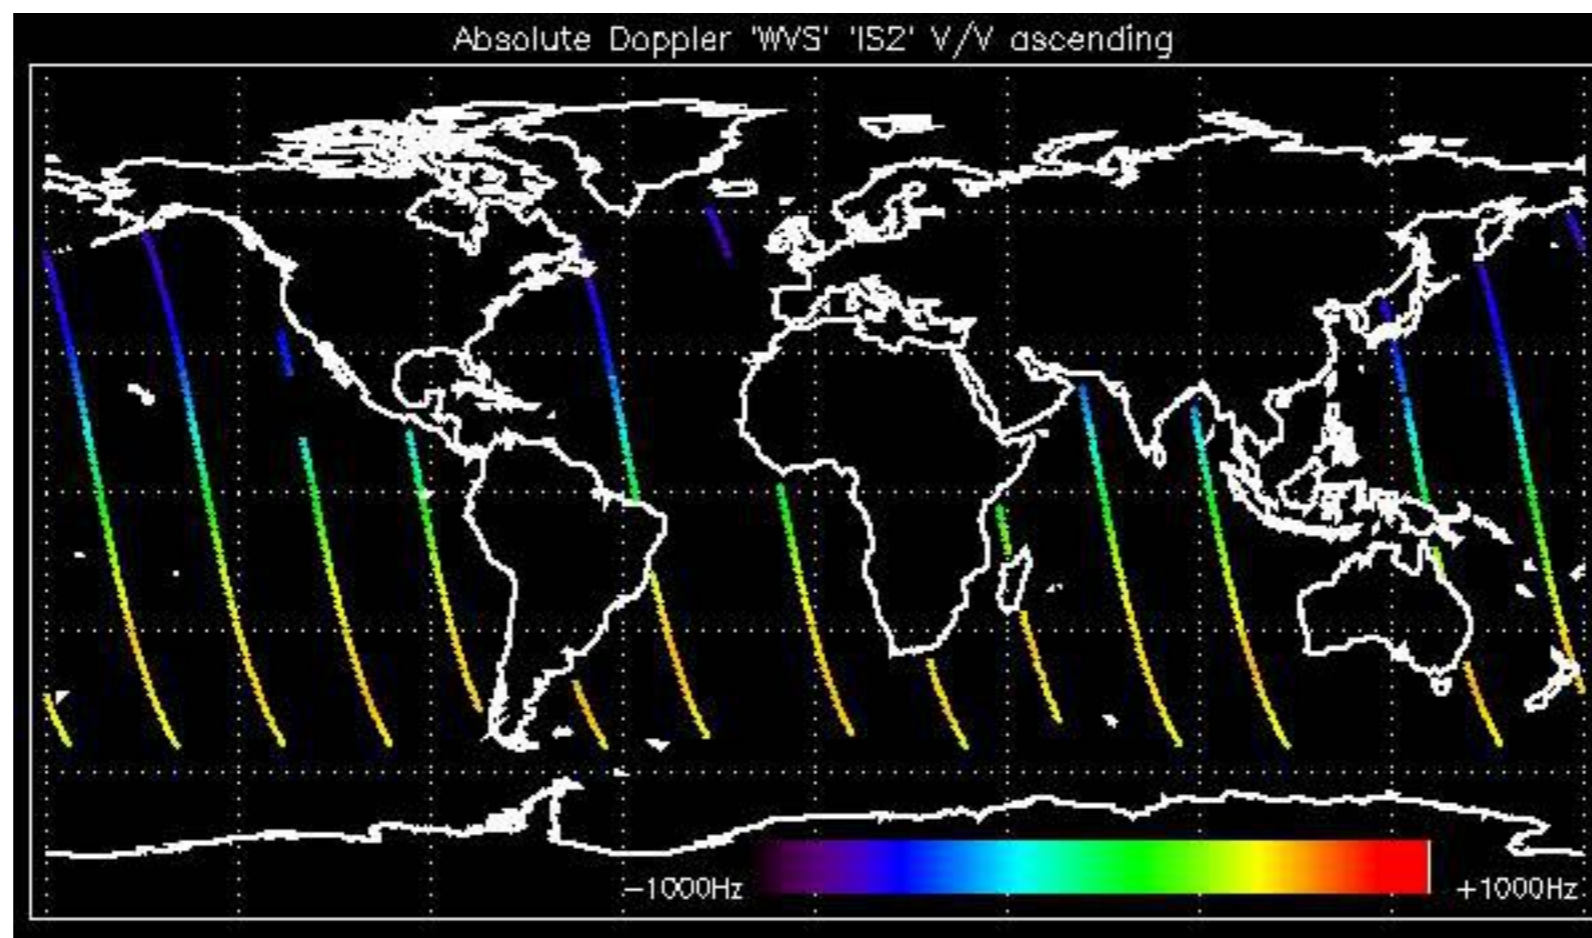 Absolute Doppler 'WVS' 'IS2' V/V ascending
−1000Hz
+1000Hz